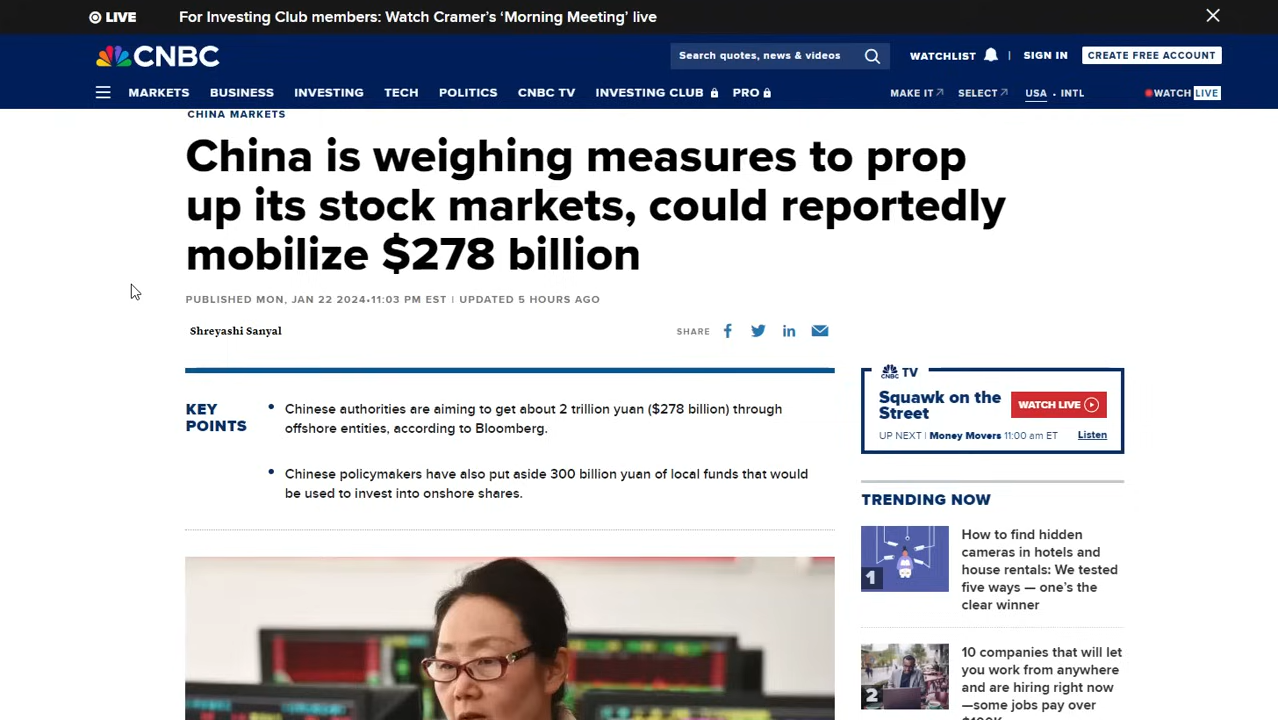 LIVE For Investing Club members: Watch Cramer's 'Morning Meeting' live
CNBC
Search quotes, news & videos
WATCHLIST | SIGN IN CREATE FREE ACCOUNT
MARKETS BUSINESS INVESTING TECH POLITICS CNBC TV INVESTING CLUB PRO
MAKE IT SELECT USA • INTL WATCH LIVE
CHINA MARKETS
China is weighing measures to prop
up its stock markets, could reportedly
mobilize $278 billion
PUBLISHED MON, JAN 22 2024•11:03 PM EST | UPDATED 5 HOURS AGO
Shreyashi Sanyal
SHARE
KEY
POINTS
• Chinese authorities are aiming to get about 2 trillion yuan ($278 billion) through
offshore entities, according to Bloomberg.
• Chinese policymakers have also put aside 300 billion yuan of local funds that would
be used to invest into onshore shares.
CNBC TV
Squawk on the
Street
WATCH LIVE
UP NEXT | Money Movers 11:00 am ET Listen
TRENDING NOW
1
How to find hidden
cameras in hotels and
house rentals: We tested
five ways — one's the
clear winner
2
10 companies that will let
you work from anywhere
and are hiring right now
—some jobs pay over
$100K